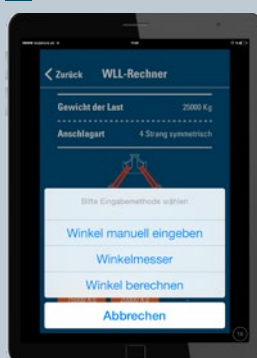 Zurück WLL-Rechner
Gewicht der Last 25000 Kg
Anschlagart 4 Strang symmetrisch
Bitte Eingabemethode wählen
Winkel manuell eingeben
Winkelmesser
Winkel berechnen
Abbrechen